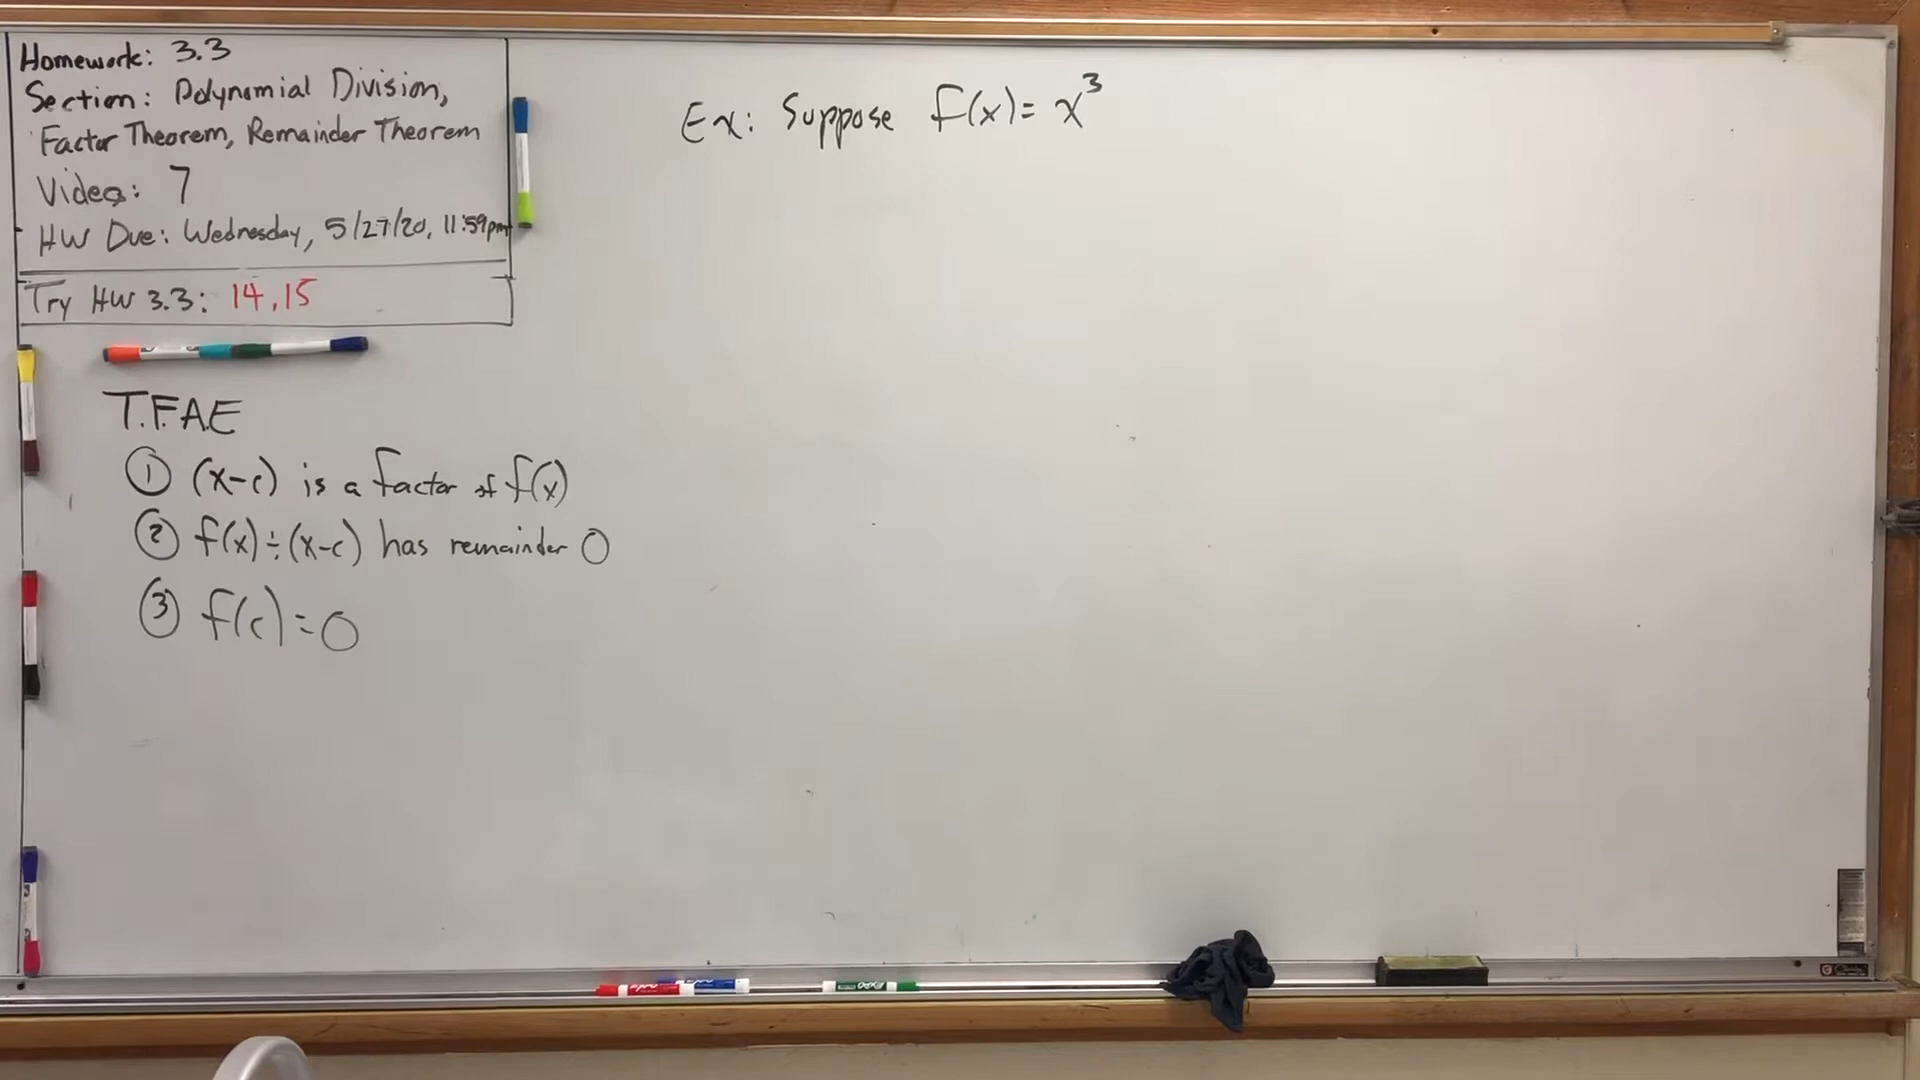 Homework: 3.3
Section: Polynomial Division,
Factor Theorem, Remainder Theorem
Video: 7
HW Due: Wednesday, 5/27/20, 11:59pm
Try HW 3.3: 14,15
T.F.A.E
① (x-c) is a factor of f(x)
② f(x)÷(x-c) has remainder 0
③ f(c)=0
Ex: Suppose f(x)= x³